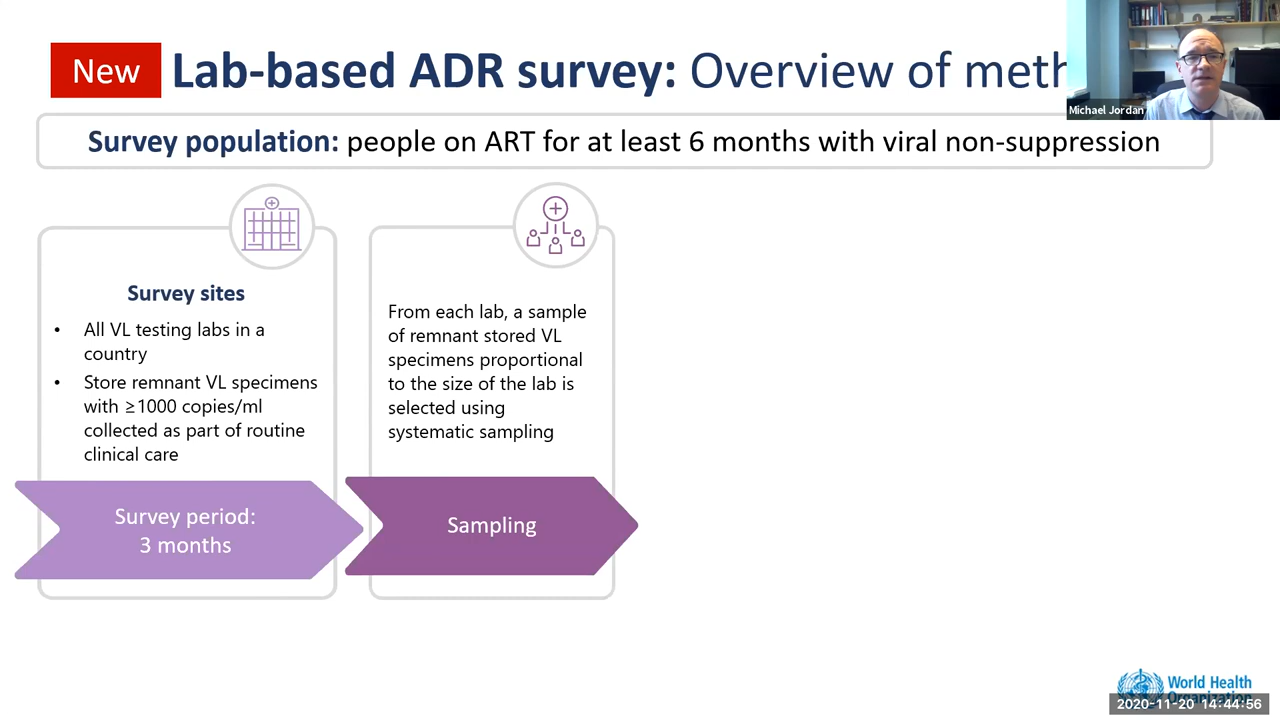 New
Lab-based ADR survey: Overview of meth
Michael Jordan
Survey population: people on ART for at least 6 months with viral non-suppression
Survey sites
• All VL testing labs in a
country
• Store remnant VL specimens
with ≥1000 copies/ml
collected as part of routine
clinical care
Survey period:
3 months
From each lab, a sample
of remnant stored VL
specimens proportional
to the size of the lab is
selected using
systematic sampling
Sampling
World Health
Organization
2020-11-20 14:44:56